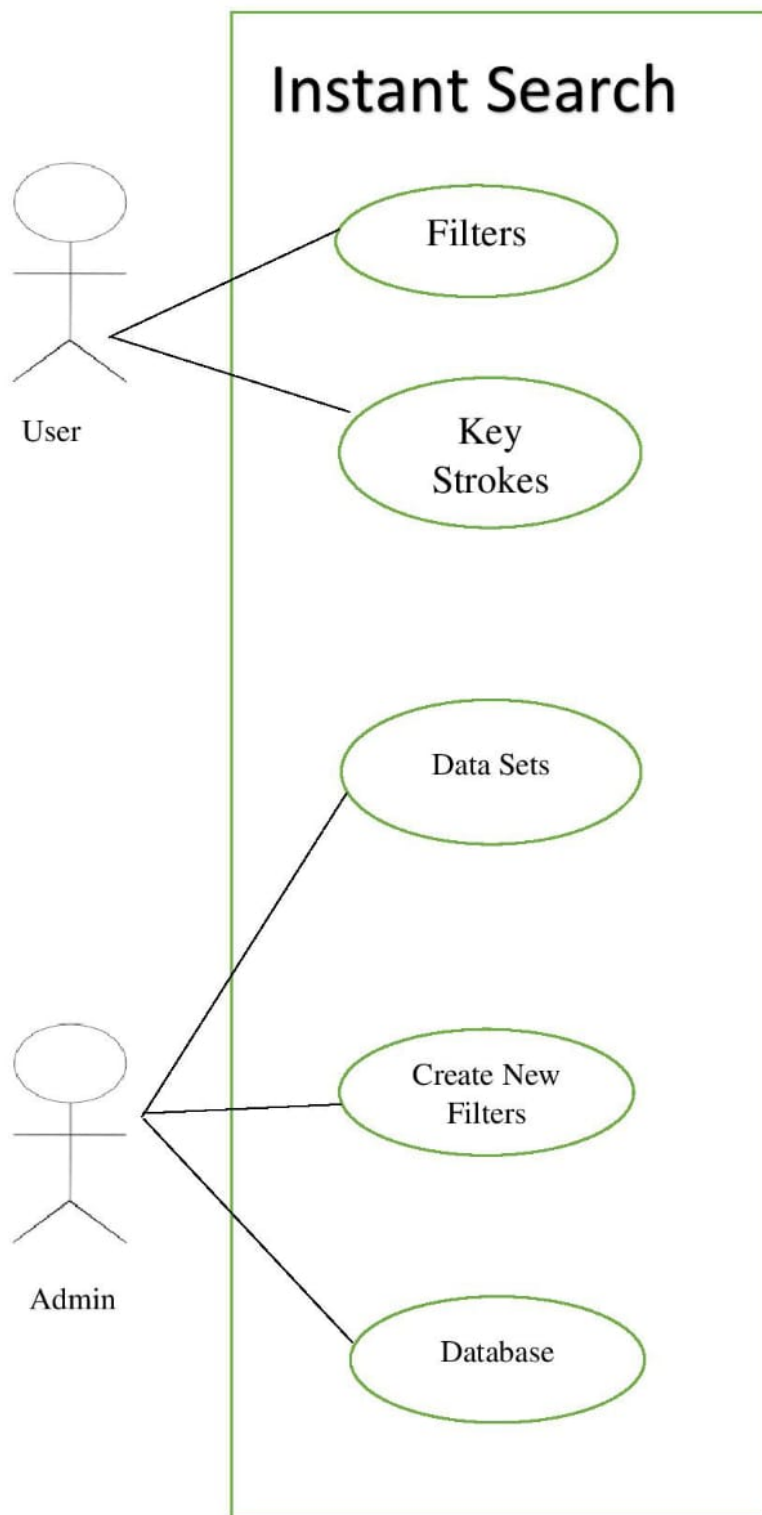 Instant Search
Filters
Key
Strokes
User
Data Sets
Create New
Filters
Admin
Database